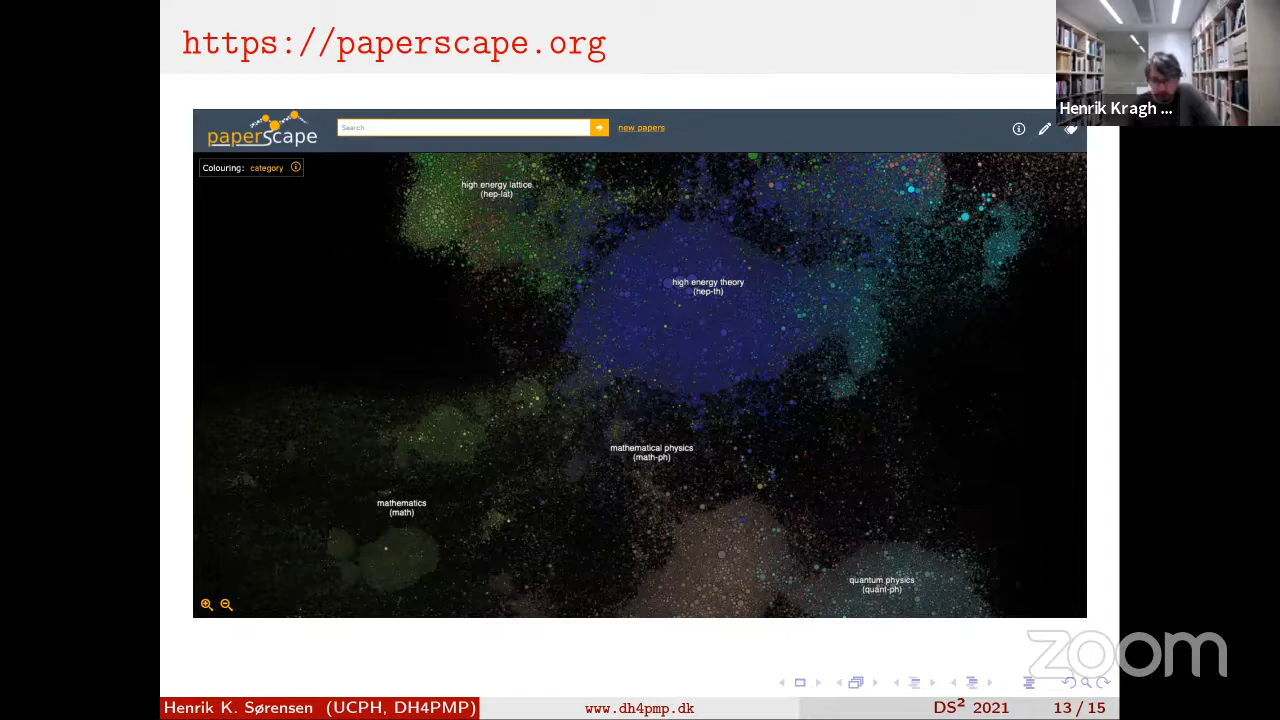 https://paperscape.org
Henrik Kragh ...
paperscape
Search
new papers
Colouring: category
high energy lattice
(hep-lat)
high energy theory
(hep-th)
mathematical physics
(math-ph)
mathematics
(math)
quantum physics
(quant-ph)
zoom
Henrik K. Sørensen (UCPH, DH4PMP)
www.dh4pmp.dk
DS² 2021
13 / 15